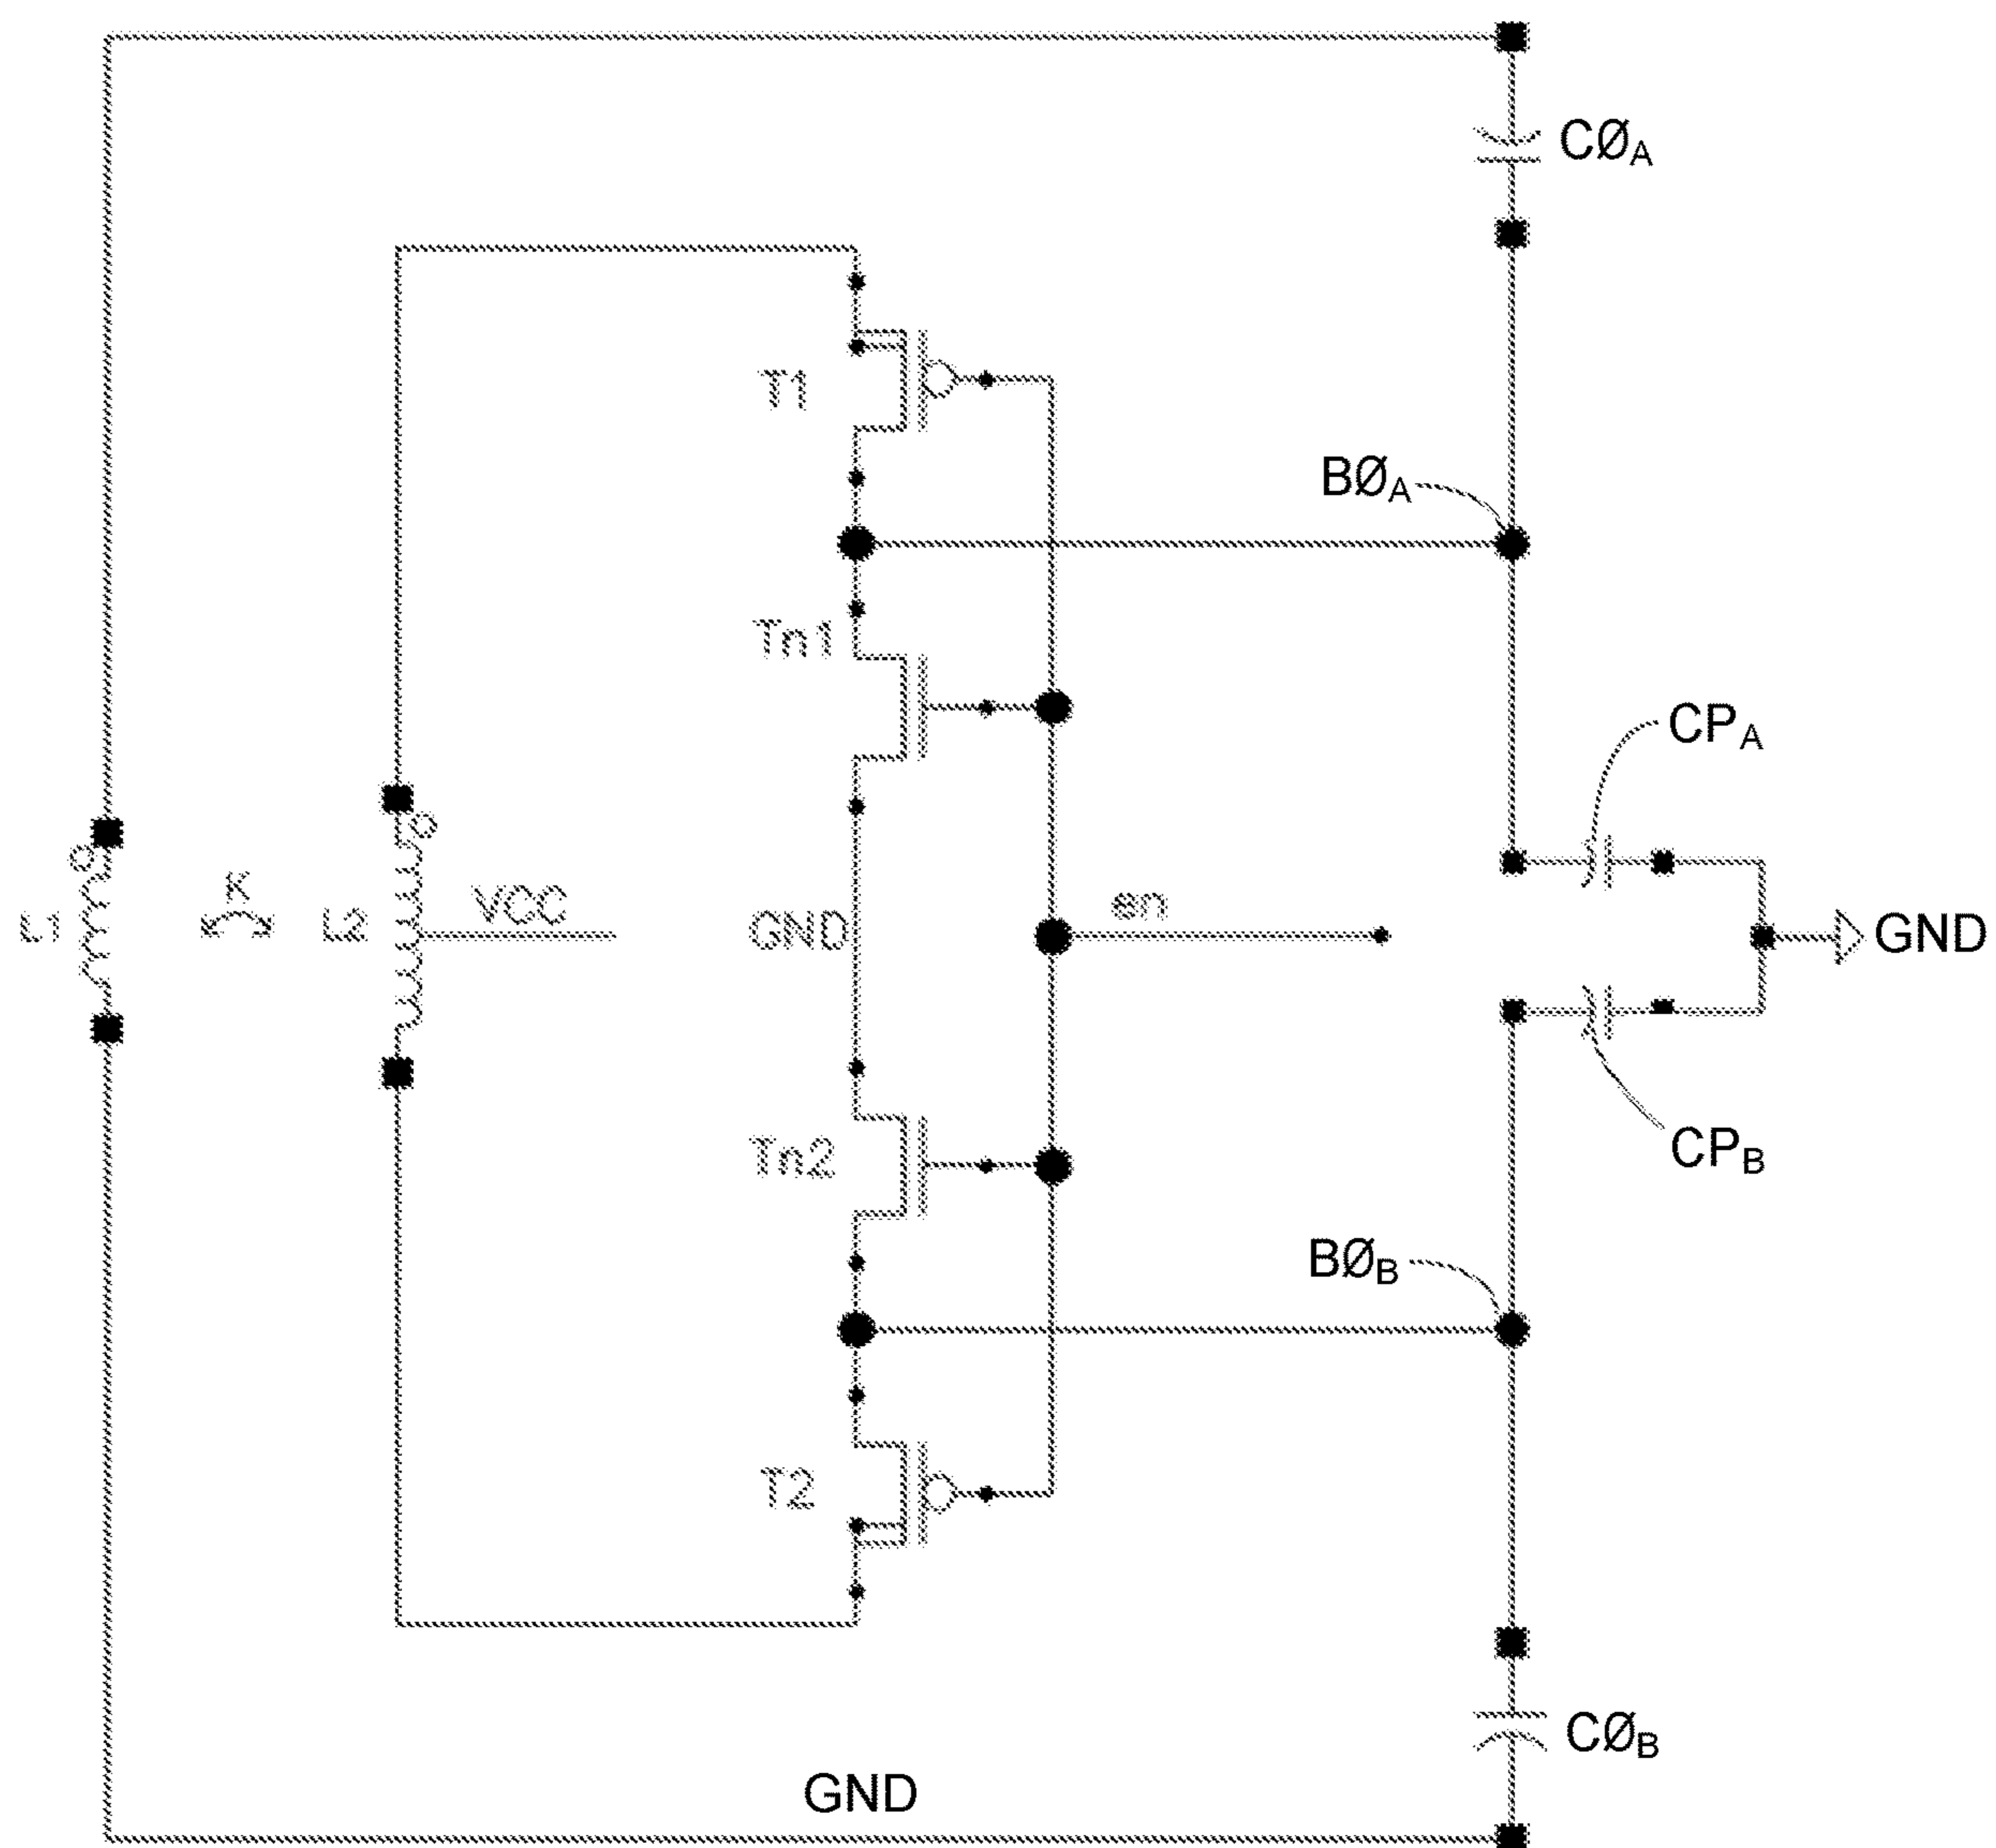 CØA
T1
BØA
Tn1
CPA
K
L1
L2
VCC
GND
en
GND
Tn2
CPB
BØB
T2
CØB
GND